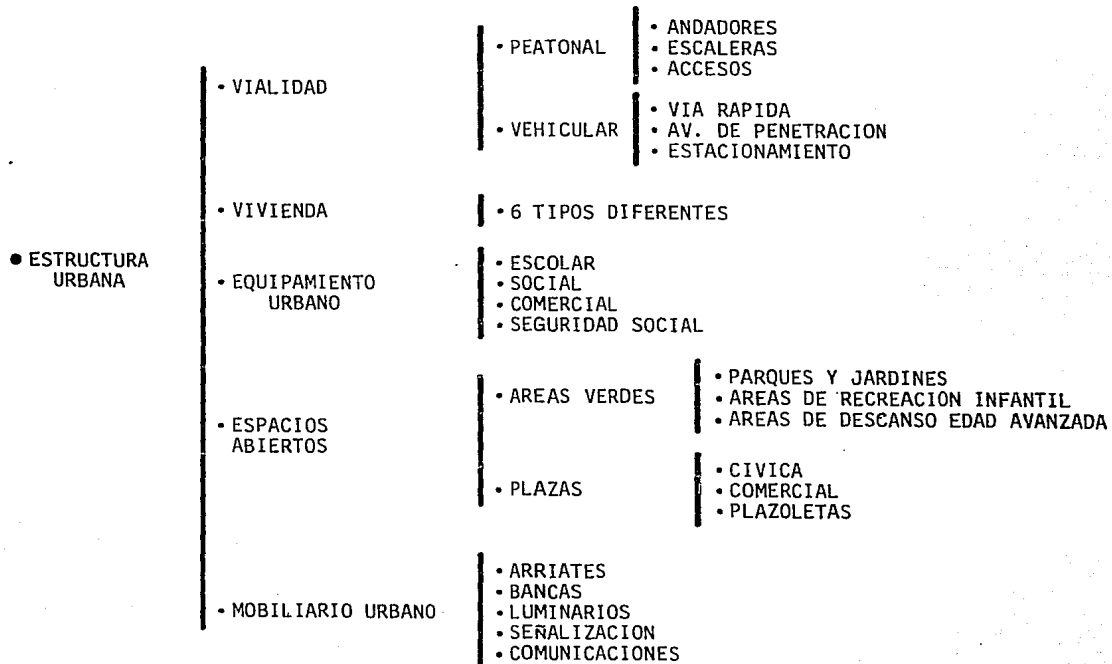 • ESTRUCTURA
URBANA
• VIALIDAD
• PEATONAL
• ANDADORES
• ESCALERAS
• ACCESOS
• VEHICULAR
• VIA RAPIDA
• AV. DE PENETRACION
• ESTACIONAMIENTO
• VIVIENDA
• 6 TIPOS DIFERENTES
• EQUIPAMIENTO
URBANO
• ESCOLAR
• SOCIAL
• COMERCIAL
• SEGURIDAD SOCIAL
• ESPACIOS
ABIERTOS
• AREAS VERDES
• PARQUES Y JARDINES
• AREAS DE RECREACION INFANTIL
• AREAS DE DESCANSO EDAD AVANZADA
• PLAZAS
• CIVICA
• COMERCIAL
• PLAZOLETAS
• MOBILIARIO URBANO
• ARRIATES
• BANCAS
• LUMINARIOS
• SEÑALIZACION
• COMUNICACIONES